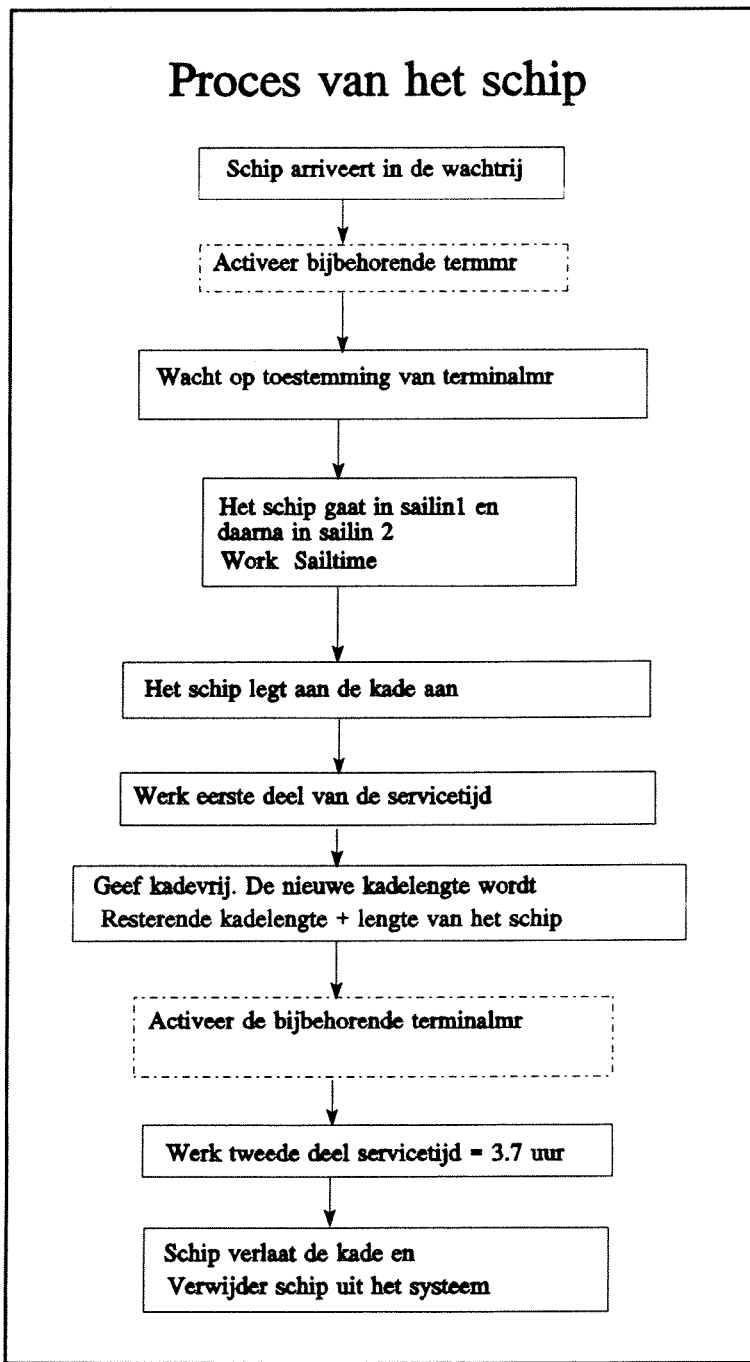 Proces van het schip
Schip arriveert in de wachtrij
Activeer bijbehorende termmr
Wacht op toestemming van terminalmr
Het schip gaat in sailin1 en
daarna in sailin 2
Work Sailtime
Het schip legt aan de kade aan
Werk eerste deel van de servicetijd
Geef kadevrij. De nieuwe kadelengte wordt
Resterende kadelengte + lengte van het schip
Activeer de bijbehorende terminalmr
Werk tweede deel servicetijd = 3.7 uur
Schip verlaat de kade en
Verwijder schip uit het systeem